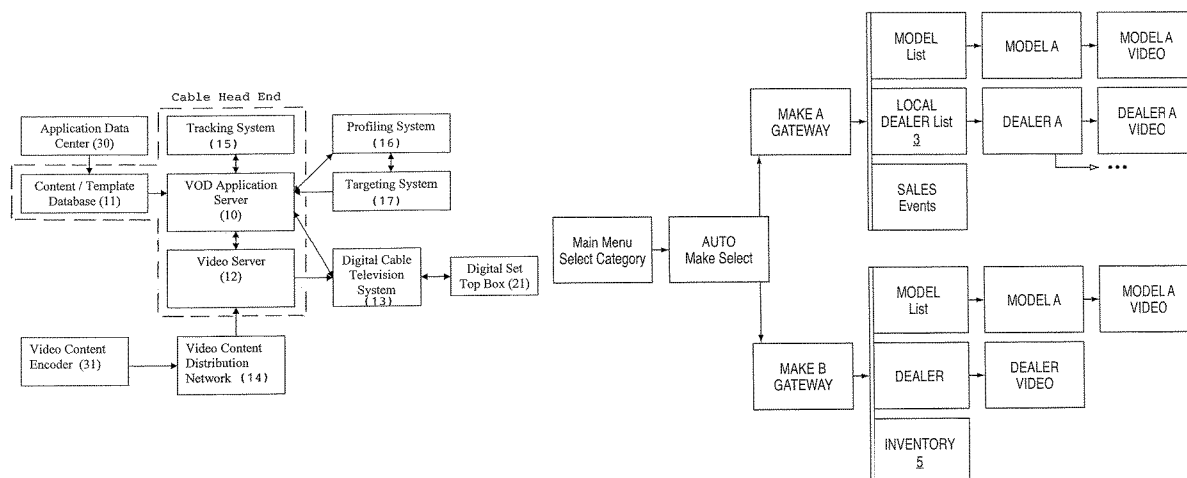 Cable Head End
Application Data
Center (30)
Tracking System
(15)
Profiling System
(16)
Content / Template
Database (11)
VOD Application
Server
(10)
Targeting System
(17)
Video Server
(12)
Digital Cable
Television
System
(13)
Digital Set
Top Box (21)
Video Content
Encoder (31)
Video Content
Distribution
Network (14)
Main Menu
Select Category
AUTO
Make Select
MAKE A
GATEWAY
MODEL
List
MODEL A
MODEL A
VIDEO
LOCAL
DEALER List
3
DEALER A
DEALER A
VIDEO
•••
SALES
Events
MAKE B
GATEWAY
MODEL
List
MODEL A
MODEL A
VIDEO
DEALER
DEALER
VIDEO
INVENTORY
5